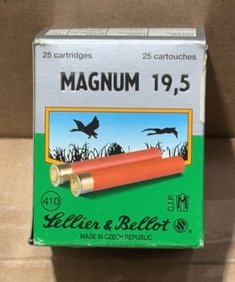 25 cartridges 25 cartouches
MAGNUM 19,5
410
C.I.P.
M
Sellier & Bellot
S
B
MADE IN CZECH REPUBLIC